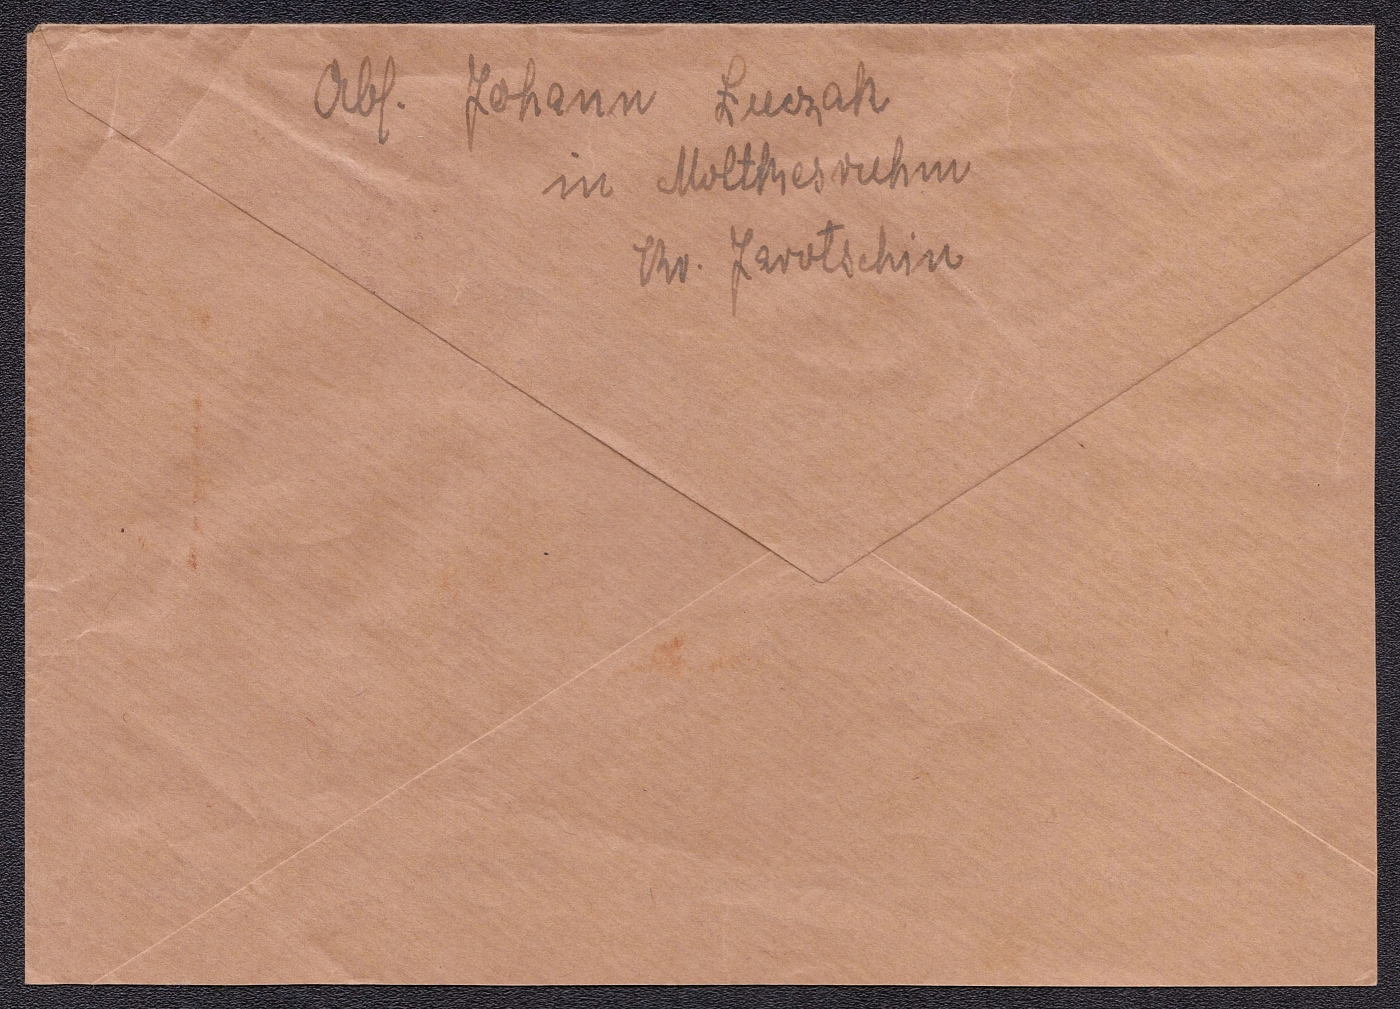 Abs. Johann Luczak
in Moltkesruhm
Kr. Jarotschin